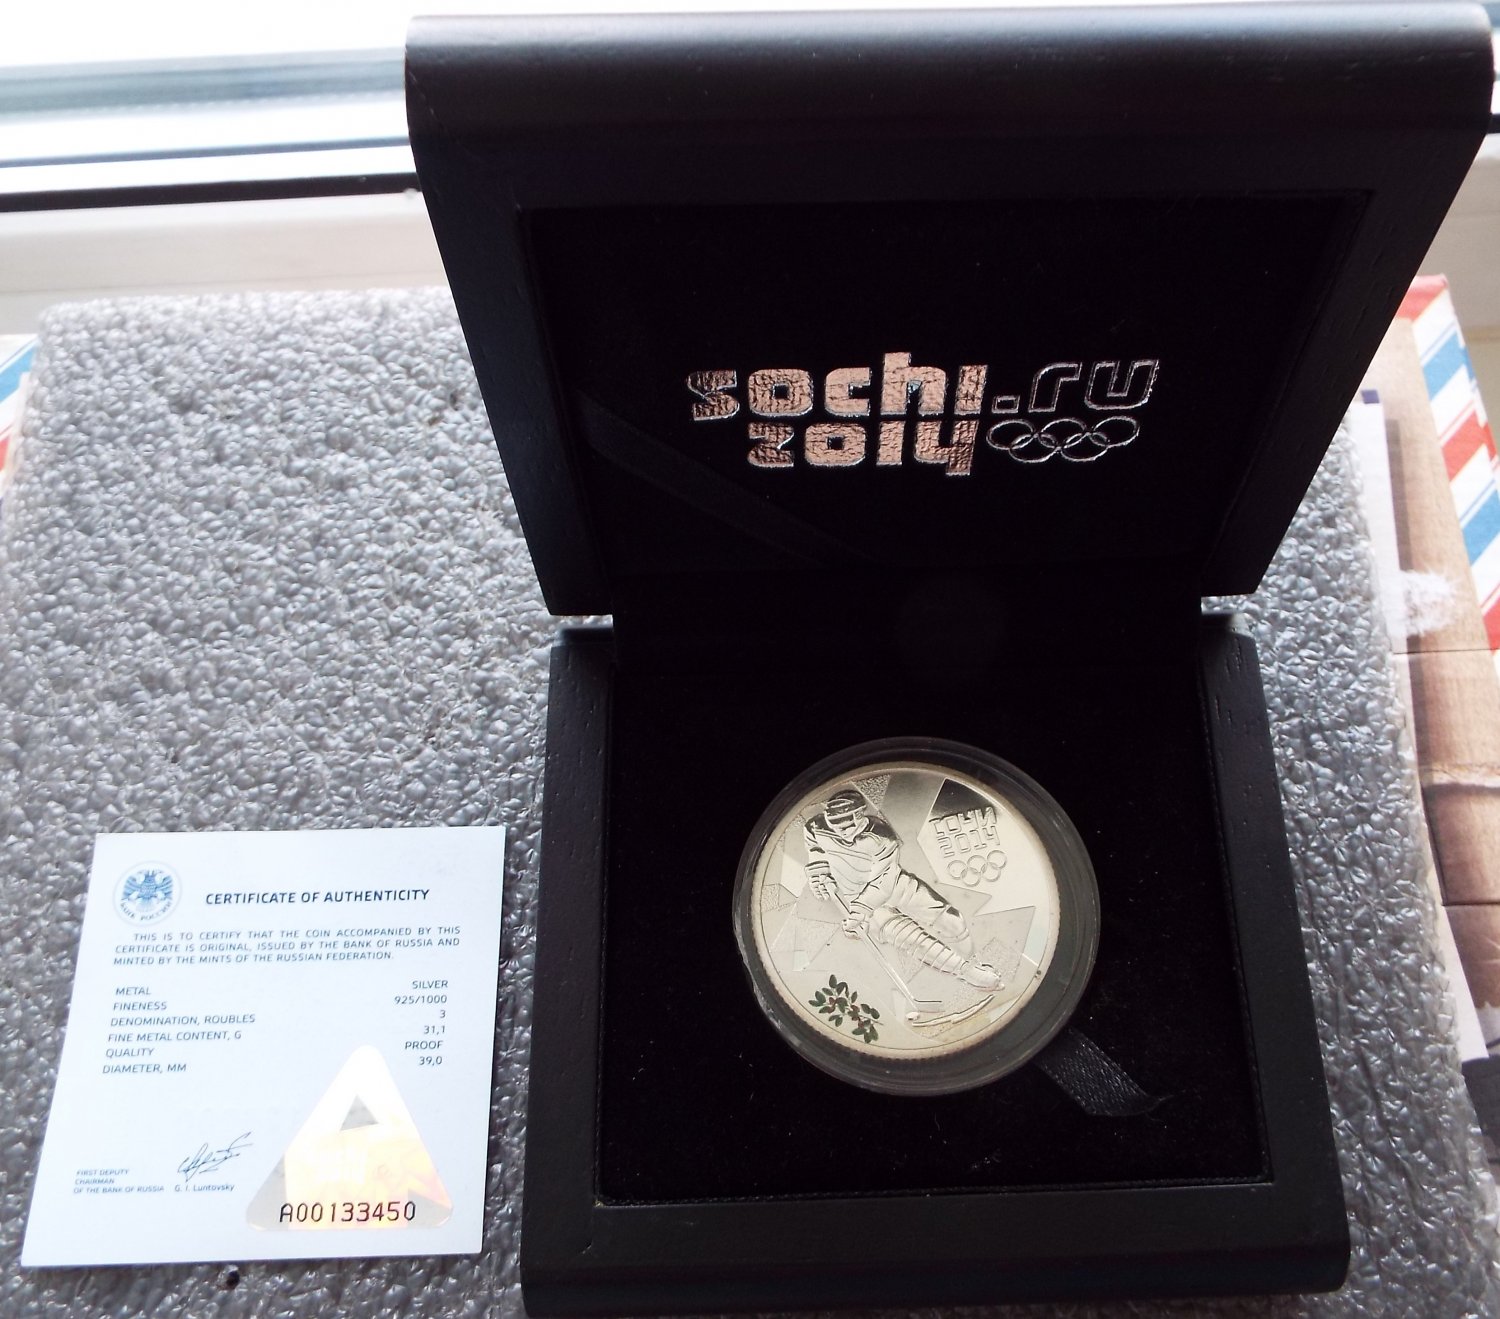 sochi.ru
2014
СОЧИ
2014
БАНК РОССИИ
CERTIFICATE OF AUTHENTICITY
THIS IS TO CERTIFY THAT THE COIN ACCOMPANIED BY THIS
CERTIFICATE IS ORIGINAL, ISSUED BY THE BANK OF RUSSIA AND
MINTED BY THE MINTS OF THE RUSSIAN FEDERATION.
METAL SILVER
FINENESS 925/1000
DENOMINATION, ROUBLES 3
FINE METAL CONTENT, G 31,1
QUALITY PROOF
DIAMETER, MM 39,0
FIRST DEPUTY
CHAIRMAN
OF THE BANK OF RUSSIA G. I. Luntovsky
A00133450